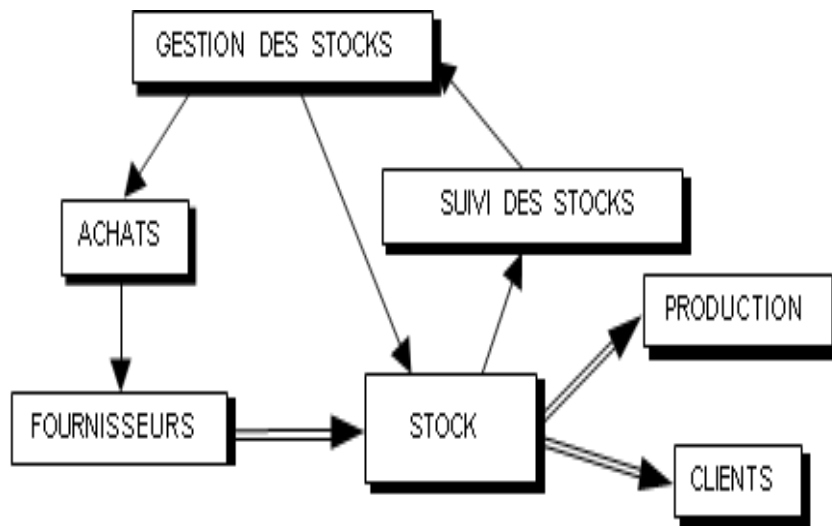 GESTION DES STOCKS
SUIVI DES STOCKS
ACHATS
PRODUCTION
FOURNISSEURS
STOCK
CLIENTS